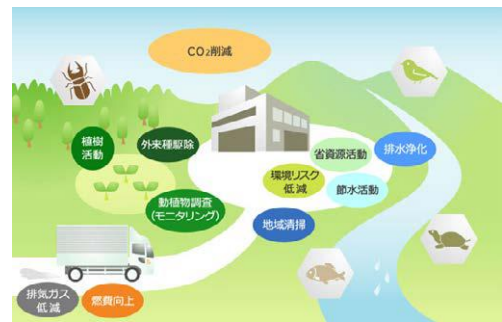 CO₂削減
植樹
活動
外来種駆除
省資源活動
排水浄化
環境リスク
低減
節水活動
動植物調査
(モニタリング)
地域清掃
排気ガス
低減
燃費向上